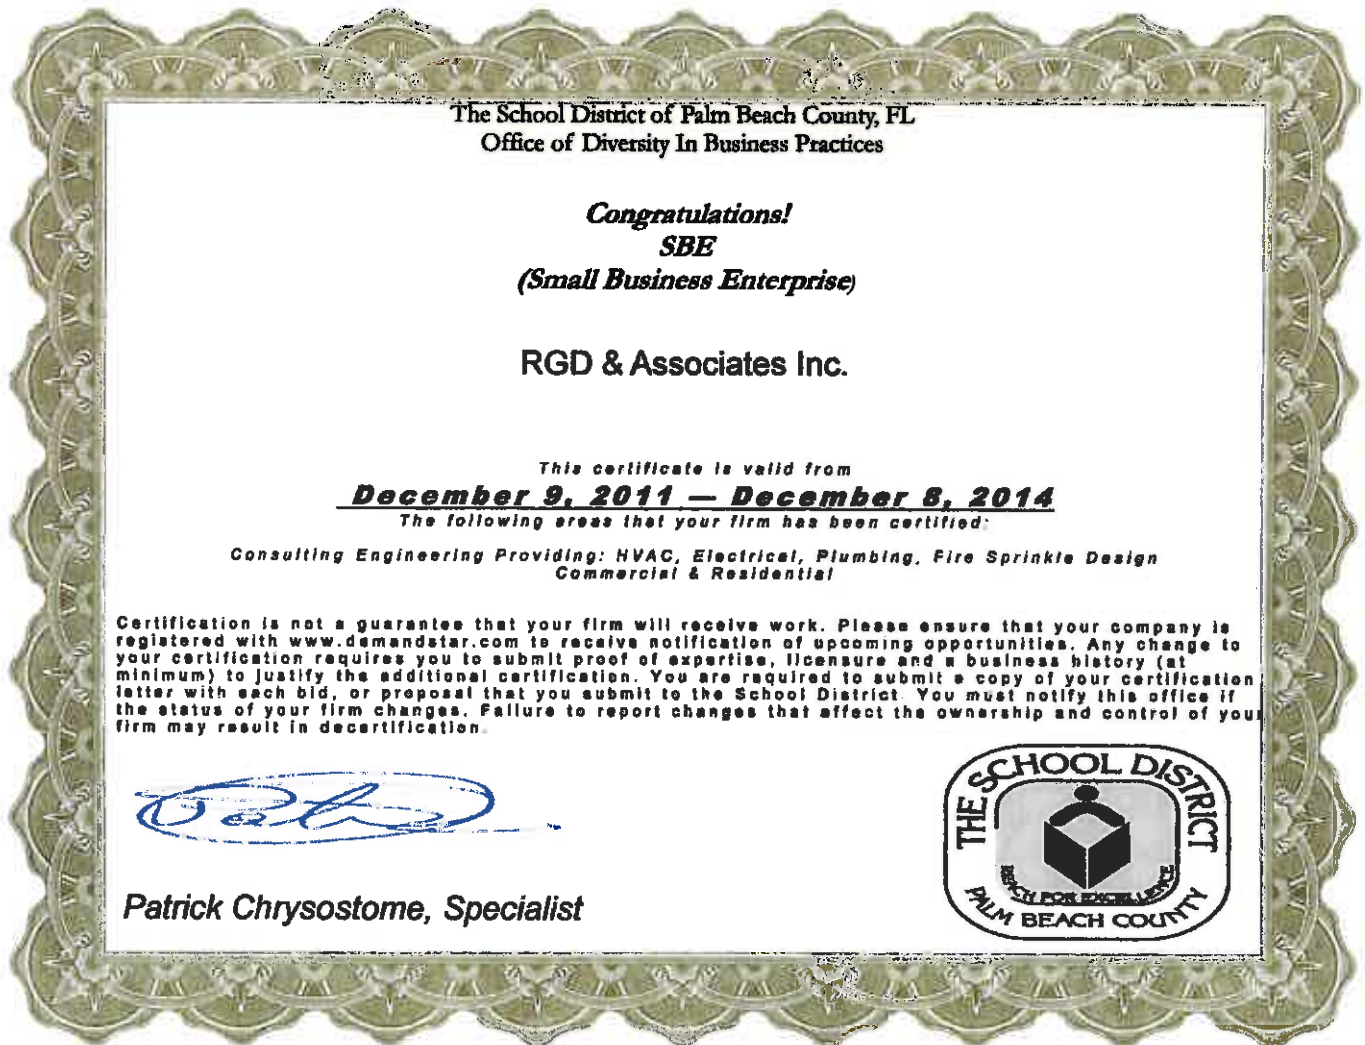 The School District of Palm Beach County, FL
Office of Diversity In Business Practices
Congratulations!
SBE
(Small Business Enterprise)
RGD & Associates Inc.
This certificate is valid from
December 9, 2011 — December 8, 2014
The following areas that your firm has been certified:
Consulting Engineering Providing: HVAC, Electrical, Plumbing, Fire Sprinkle Design
Commercial & Residential
Certification is not a guarantee that your firm will receive work. Please ensure that your company is
registered with www.demandstar.com to receive notification of upcoming opportunities. Any change to
your certification requires you to submit proof of expertise, licensure and a business history (at
minimum) to justify the additional certification. You are required to submit a copy of your certification
letter with each bid, or proposal that you submit to the School District. You must notify this office if
the status of your firm changes. Failure to report changes that affect the ownership and control of your
firm may result in decertification.
Patrick Chrysostome, Specialist
THE SCHOOL DISTRICT
REACH FOR EXCELLENCE
PALM BEACH COUNTY